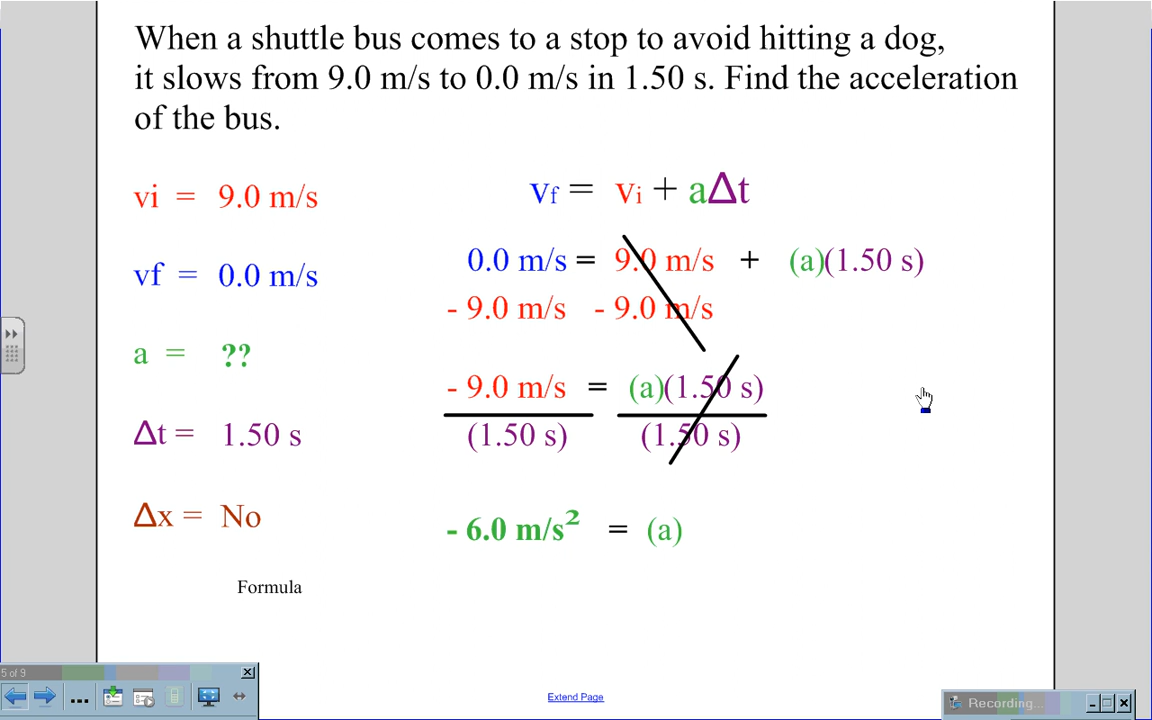 When a shuttle bus comes to a stop to avoid hitting a dog,
it slows from 9.0 m/s to 0.0 m/s in 1.50 s. Find the acceleration
of the bus.
vi = 9.0 m/s
vf = 0.0 m/s
a = ??
Δt = 1.50 s
Δx = No
Formula
vf = vi + aΔt
0.0 m/s = 9.0 m/s + (a)(1.50 s)
- 9.0 m/s - 9.0 m/s
- 9.0 m/s = (a)(1.50 s)
(1.50 s) (1.50 s)
- 6.0 m/s² = (a)
5 of 9
Extend Page
Recording...